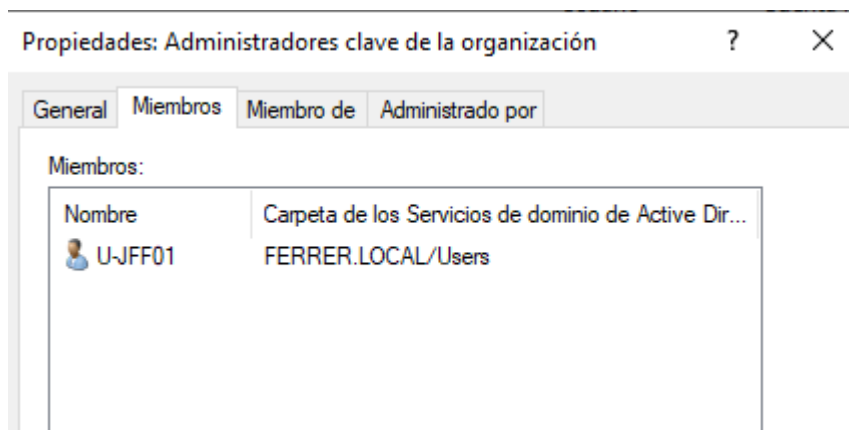 Propiedades: Administradores clave de la organización ? ×
General Miembros Miembro de Administrado por
Miembros:
Nombre Carpeta de los Servicios de dominio de Active Dir...
U-JFF01 FERRER.LOCAL/Users